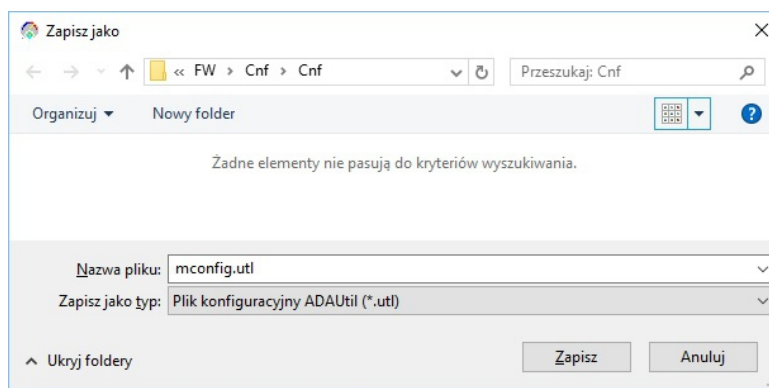 Zapisz jako
« FW > Cnf > Cnf
Przeszukaj: Cnf
Organizuj
Nowy folder
Żadne elementy nie pasują do kryteriów wyszukiwania.
Nazwa pliku: mconfig.utl
Zapisz jako typ: Plik konfiguracyjny ADAUtil (*.utl)
Ukryj foldery
Zapisz
Anuluj